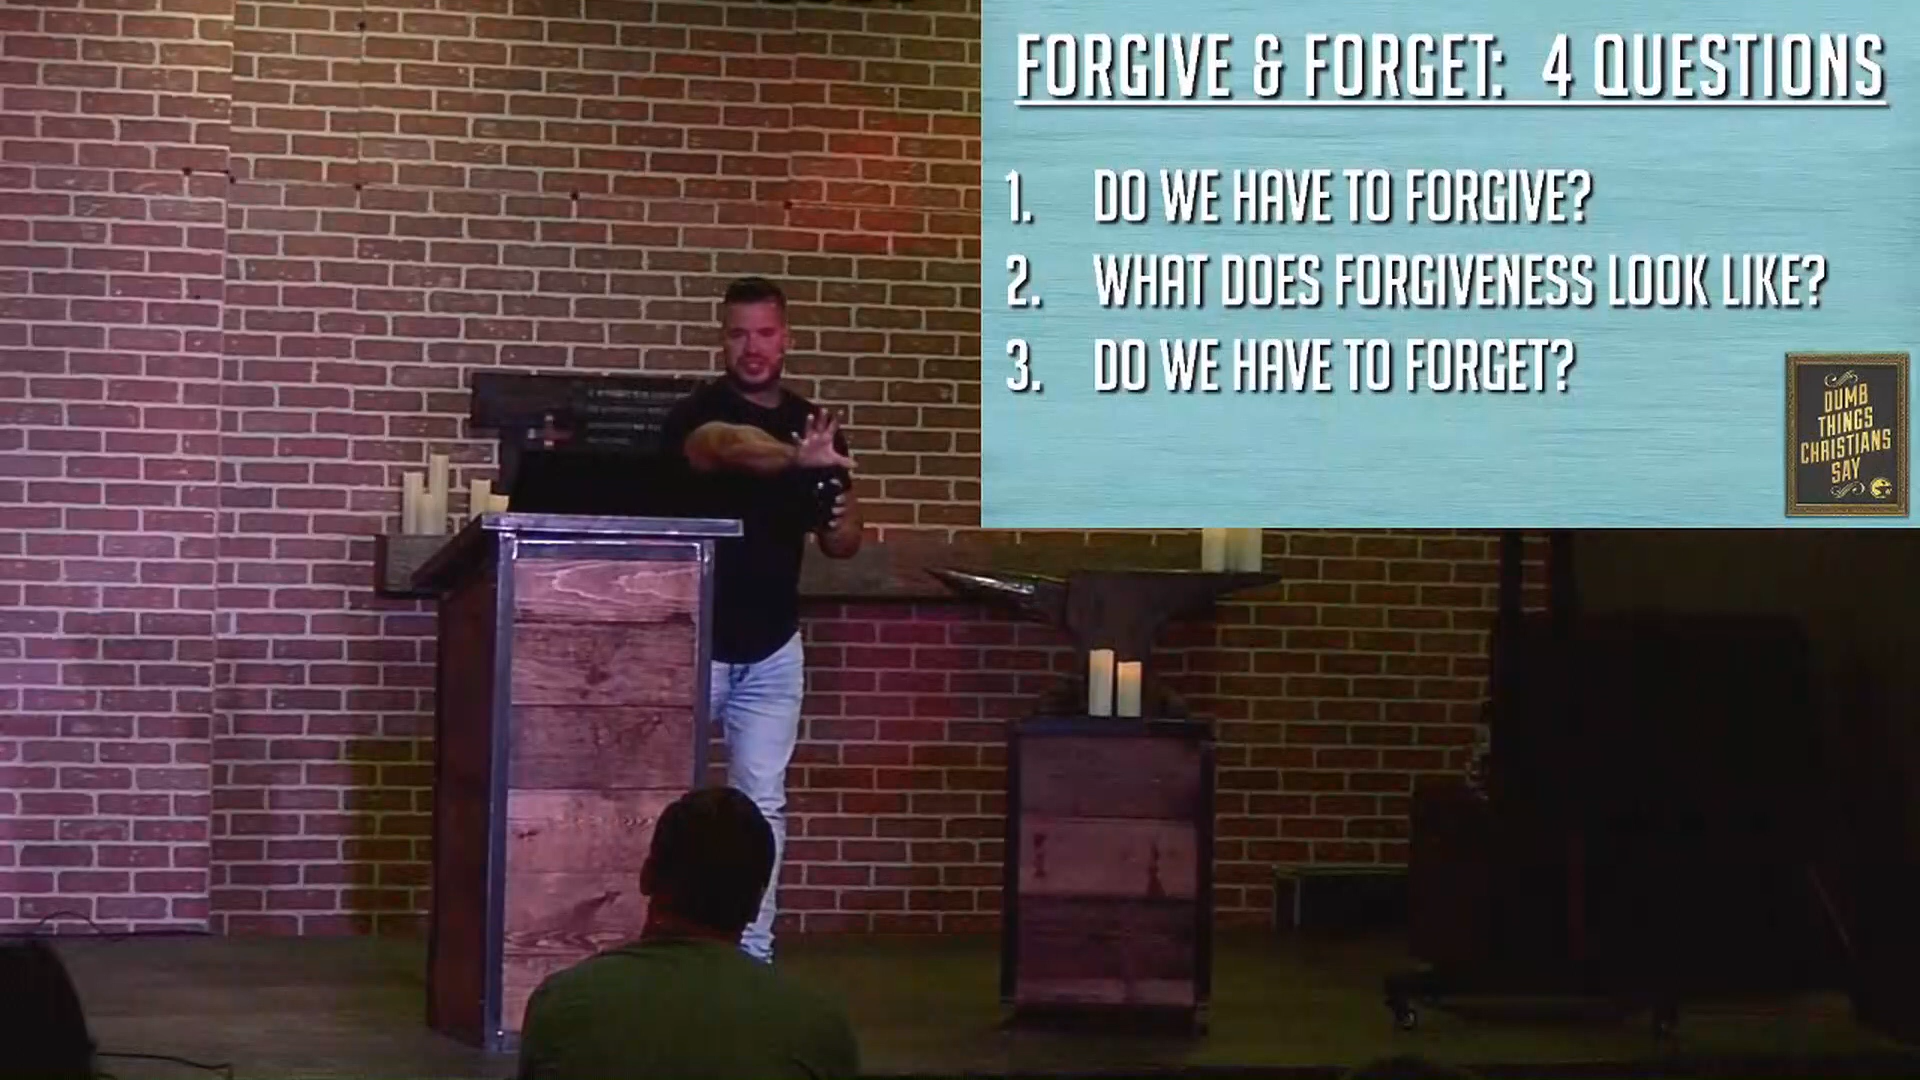 FORGIVE & FORGET: 4 QUESTIONS
1. DO WE HAVE TO FORGIVE?
2. WHAT DOES FORGIVENESS LOOK LIKE?
3. DO WE HAVE TO FORGET?
DUMB
THINGS
CHRISTIANS
SAY